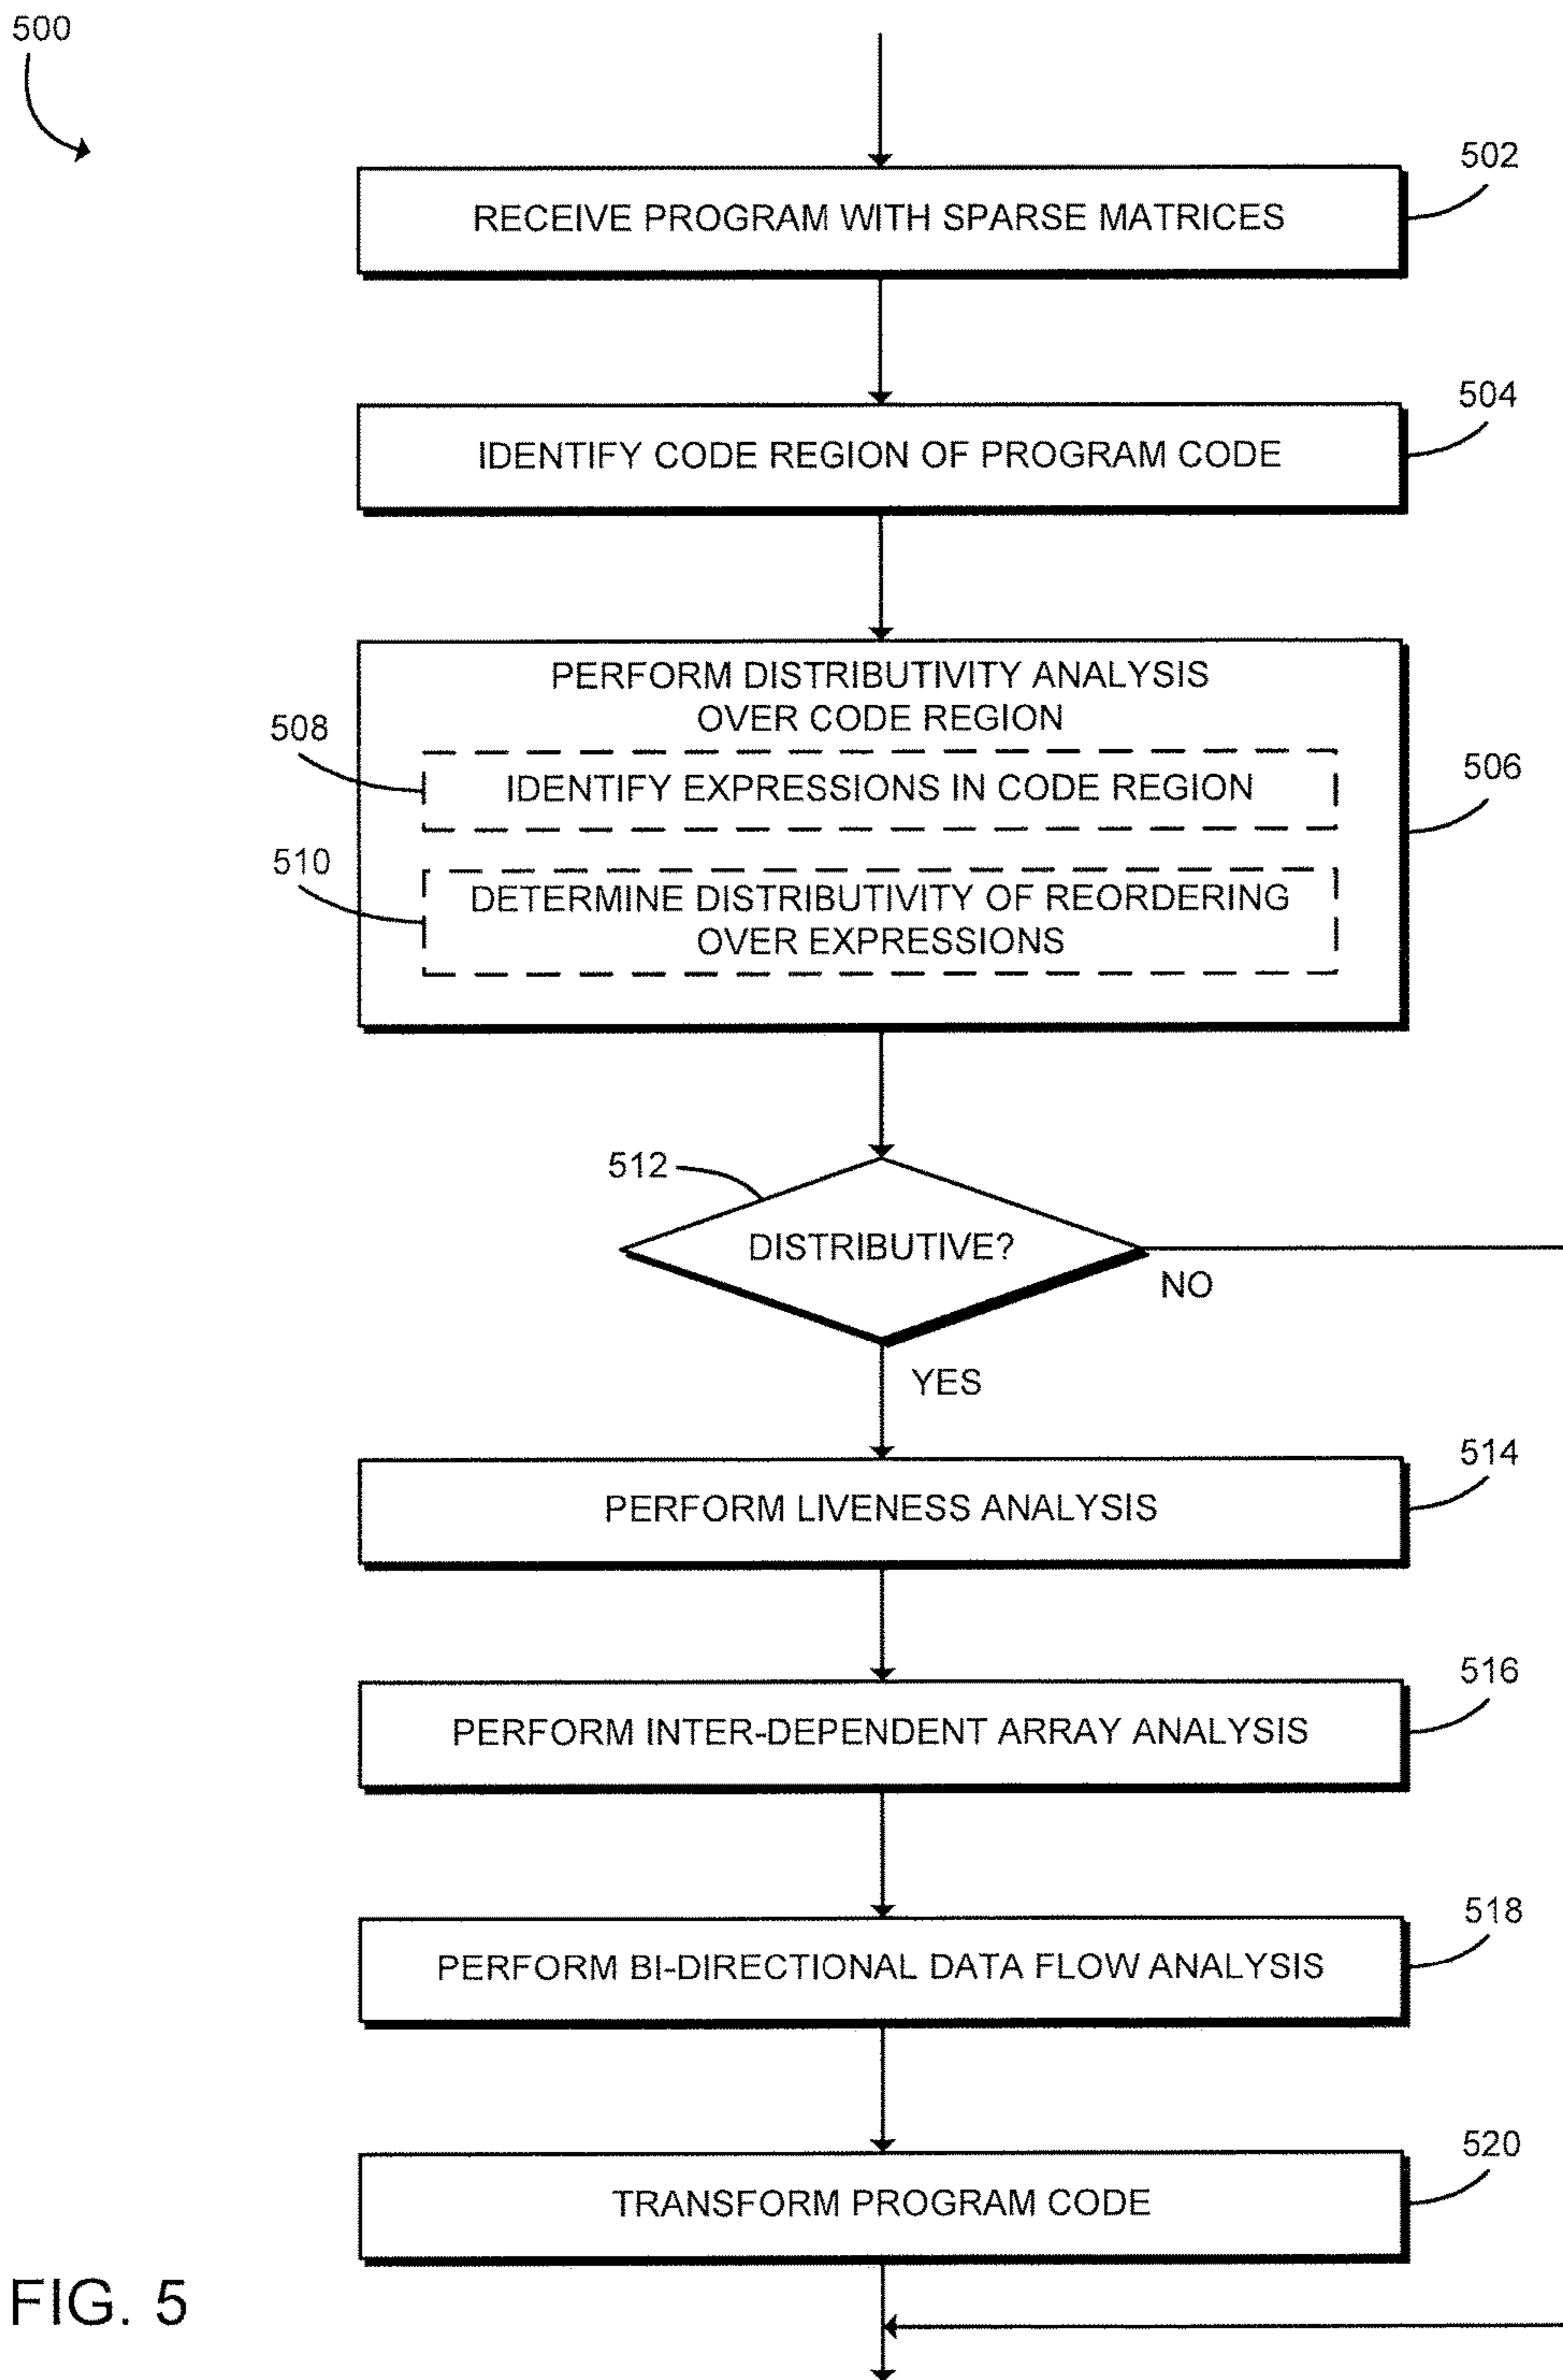 500
502
RECEIVE PROGRAM WITH SPARSE MATRICES
504
IDENTIFY CODE REGION OF PROGRAM CODE
PERFORM DISTRIBUTIVITY ANALYSIS
OVER CODE REGION
508
IDENTIFY EXPRESSIONS IN CODE REGION
506
510
DETERMINE DISTRIBUTIVITY OF REORDERING
OVER EXPRESSIONS
512
DISTRIBUTIVE?
NO
YES
514
PERFORM LIVENESS ANALYSIS
516
PERFORM INTER-DEPENDENT ARRAY ANALYSIS
518
PERFORM BI-DIRECTIONAL DATA FLOW ANALYSIS
520
TRANSFORM PROGRAM CODE
FIG. 5